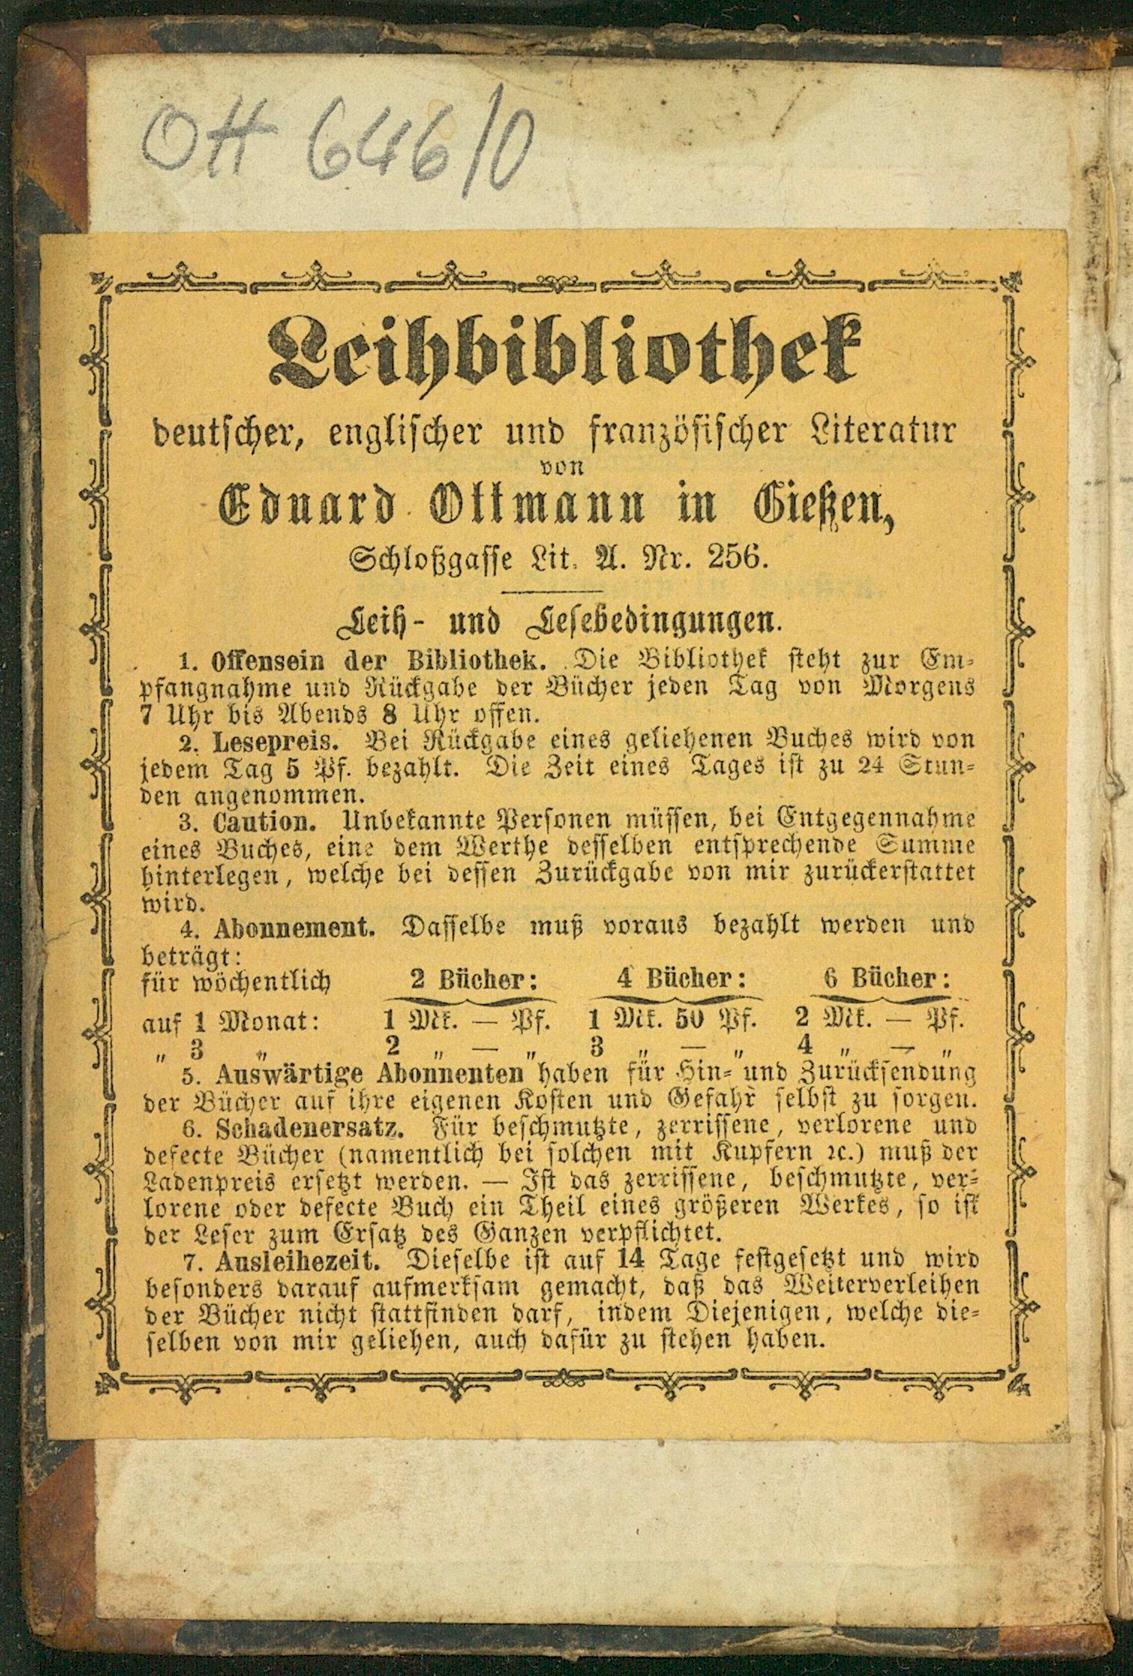 OH 646/0
Leihbibliothek
deutscher, englischer und französischer Literatur
von
Eduard Ottmann in Gießen,
Schloßgasse Lit. A. Nr. 256.
Leih- und Lesebedingungen.
1. Offensein der Bibliothek. Die Bibliothek steht zur Em-
pfangnahme und Rückgabe der Bücher jeden Tag von Morgens
7 Uhr bis Abends 8 Uhr offen.
2. Lesepreis. Bei Rückgabe eines geliehenen Buches wird von
jedem Tag 5 Pf. bezahlt. Die Zeit eines Tages ist zu 24 Stun-
den angenommen.
3. Caution. Unbekannte Personen müssen, bei Entgegennahme
eines Buches, eine dem Werthe desselben entsprechende Summe
hinterlegen, welche bei dessen Zurückgabe von mir zurückerstattet
wird.
4. Abonnement. Dasselbe muß voraus bezahlt werden und
beträgt:
für wöchentlich 2 Bücher: 4 Bücher: 6 Bücher:
auf 1 Monat: 1 Mk. — Pf. 1 Mk. 50 Pf. 2 Mk. — Pf.
„ 3 „ 2 „ — „ 3 „ — „ 4 „ — „
5. Auswärtige Abonnenten haben für Hin- und Zurücksendung
der Bücher auf ihre eigenen Kosten und Gefahr selbst zu sorgen.
6. Schadenersatz. Für beschmutzte, zerrissene, verlorene und
defecte Bücher (namentlich bei solchen mit Kupfern ꝛc.) muß der
Ladenpreis ersetzt werden. — Ist das zerrissene, beschmutzte, ver-
lorene oder defecte Buch ein Theil eines größeren Werkes, so ist
der Leser zum Ersatz des Ganzen verpflichtet.
7. Ausleihezeit. Dieselbe ist auf 14 Tage festgesetzt und wird
besonders darauf aufmerksam gemacht, daß das Weiterverleihen
der Bücher nicht stattfinden darf, indem Diejenigen, welche die-
selben von mir geliehen, auch dafür zu stehen haben.